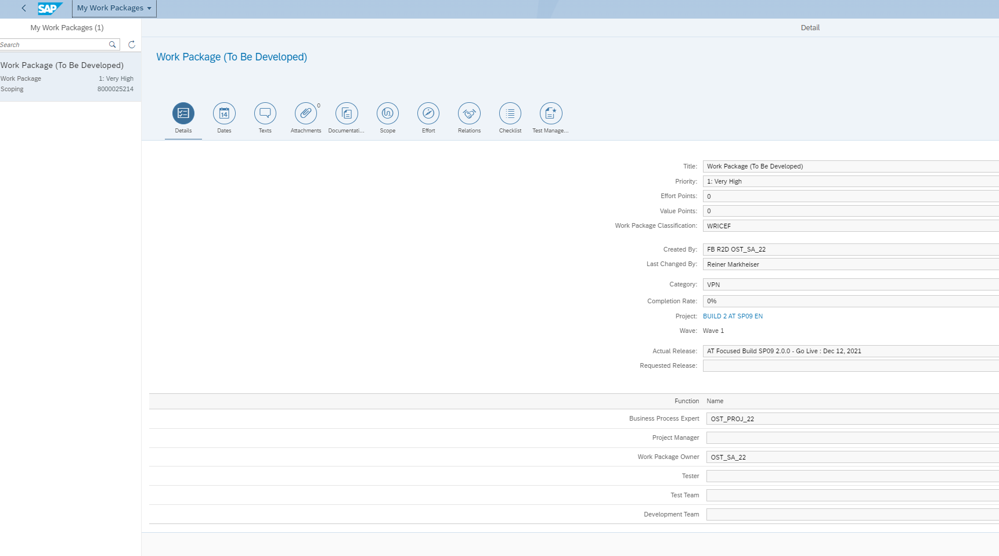 SAP My Work Packages
My Work Packages (1)
Detail
Search
Work Package (To Be Developed)
Work Package 1: Very High
Scoping 8000025214
Work Package (To Be Developed)
14
0
Details Dates Texts Attachments Documentati... Scope Effort Relations Checklist Test Manage...
Title: Work Package (To Be Developed)
Priority: 1: Very High
Effort Points: 0
Value Points: 0
Work Package Classification: WRICEF
Created By: FB R2D OST_SA_22
Last Changed By: Reiner Markheiser
Category: VPN
Completion Rate: 0%
Project: BUILD 2 AT SP09 EN
Wave: Wave 1
Actual Release: AT Focused Build SP09 2.0.0 - Go Live : Dec 12, 2021
Requested Release:
Function Name
Business Process Expert OST_PROJ_22
Project Manager
Work Package Owner OST_SA_22
Tester
Test Team
Development Team